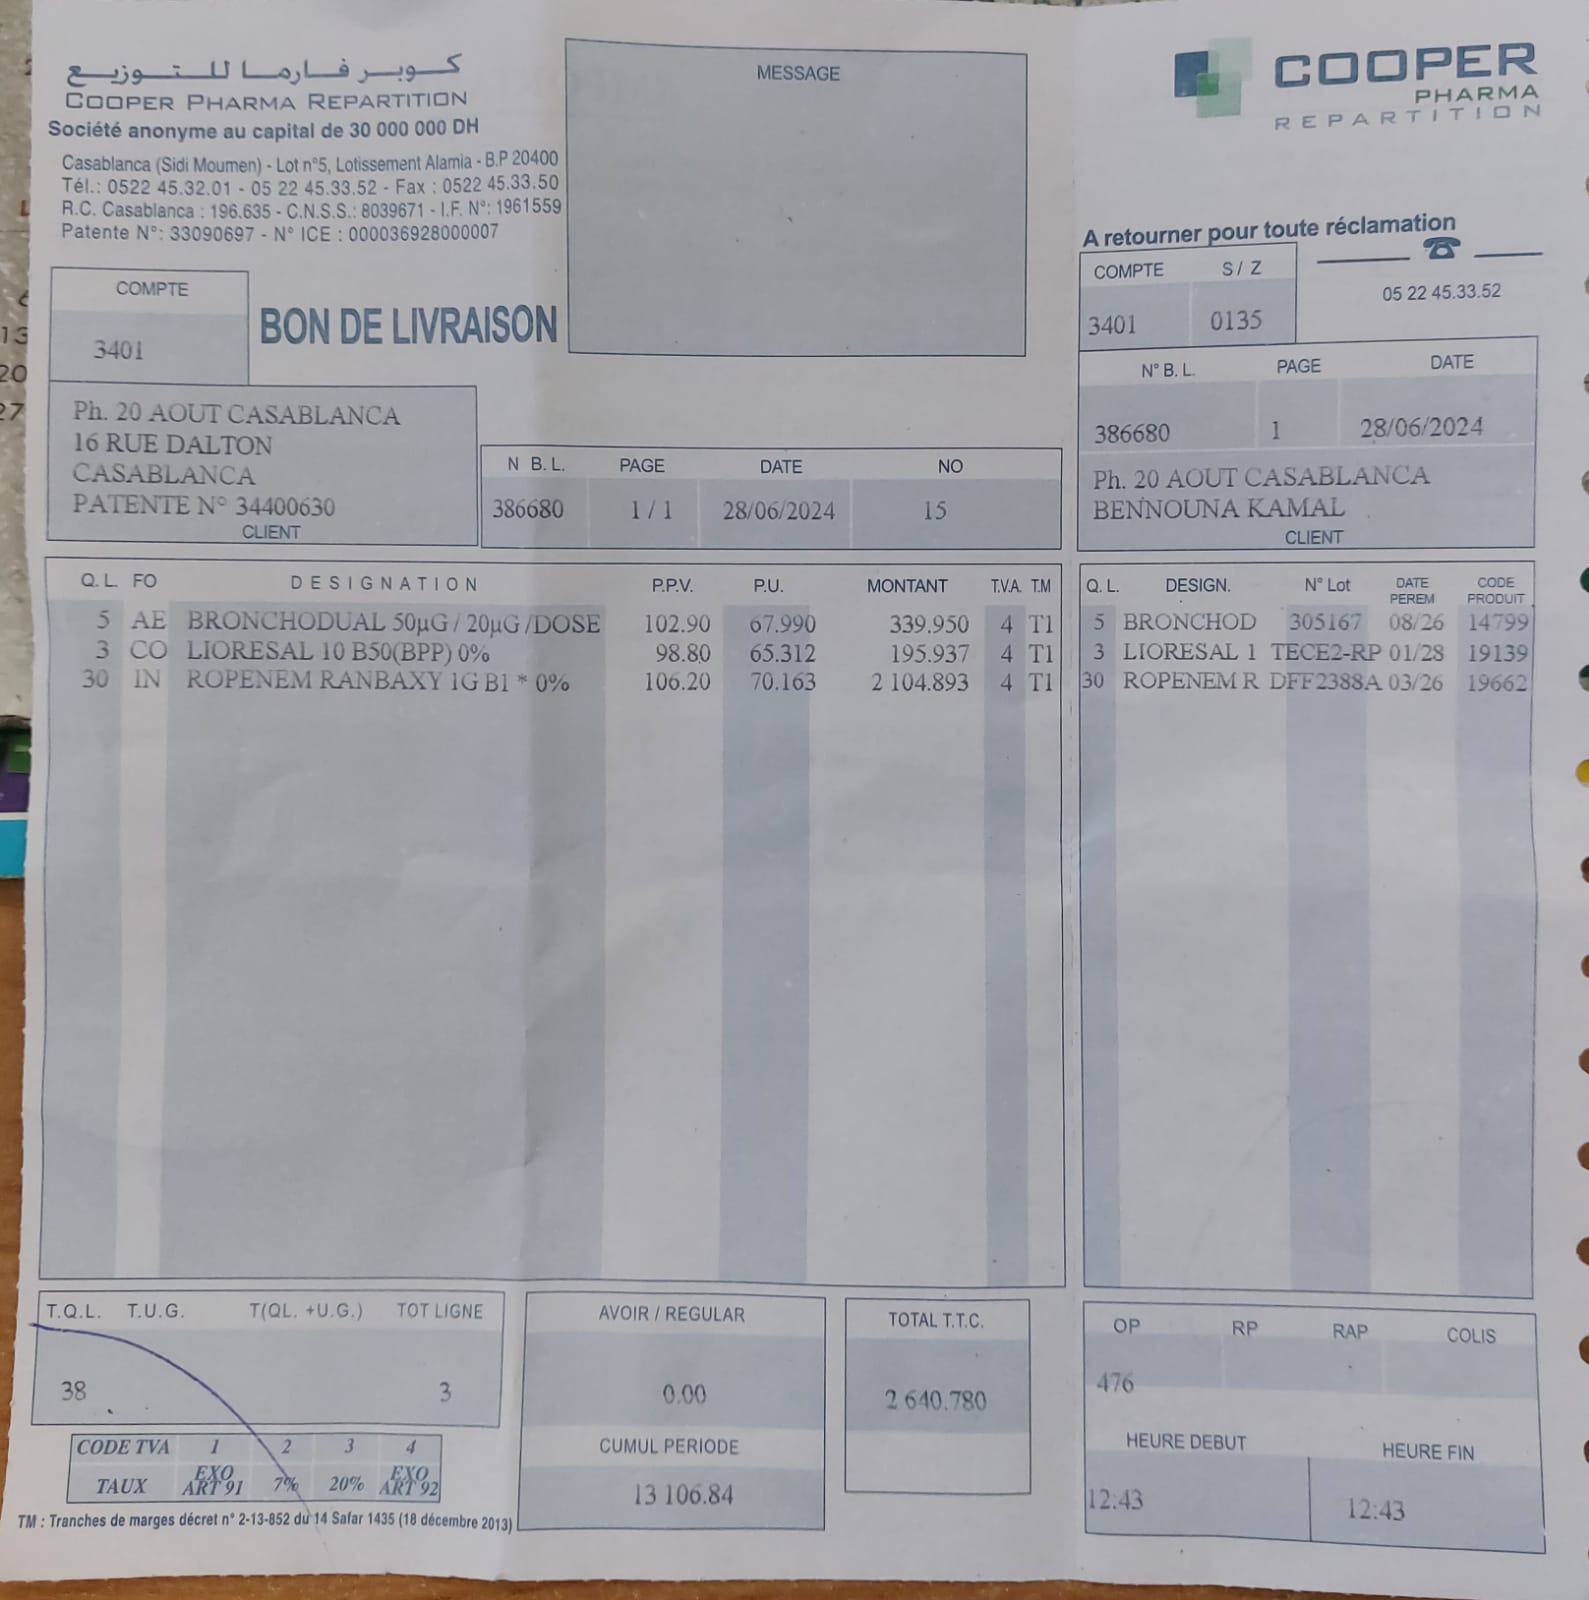 كوبر فارما للتوزيع
COOPER PHARMA REPARTITION
Société anonyme au capital de 30 000 000 DH
Casablanca (Sidi Moumen) - Lot n°5, Lotissement Alamia - B.P 20400
Tél.: 0522 45.32.01 - 05 22 45.33.52 - Fax : 0522 45.33.50
R.C. Casablanca : 196.635 - C.N.S.S.: 8039671 - I.F. N°: 1961559
Patente N°: 33090697 - N° ICE : 000036928000007
MESSAGE
COOPER
PHARMA
REPARTITION
A retourner pour toute réclamation
05 22 45.33.52
COMPTE
3401
BON DE LIVRAISON
COMPTE S / Z
3401 0135
Ph. 20 AOUT CASABLANCA
16 RUE DALTON
CASABLANCA
PATENTE N° 34400630
CLIENT
N B. L. PAGE DATE NO
386680 1 / 1 28/06/2024 15
N° B. L. PAGE DATE
386680 1 28/06/2024
Ph. 20 AOUT CASABLANCA
BENNOUNA KAMAL
CLIENT
Q. L. FO DESIGNATION P.P.V. P.U. MONTANT T.V.A. T.M
5 AE BRONCHODUAL 50µG / 20µG /DOSE 102.90 67.990 339.950 4 T1
3 CO LIORESAL 10 B50(BPP) 0% 98.80 65.312 195.937 4 T1
30 IN ROPENEM RANBAXY 1G B1 * 0% 106.20 70.163 2 104.893 4 T1
Q. L. DESIGN. N° Lot DATE PEREM CODE PRODUIT
5 BRONCHOD 305167 08/26 14799
3 LIORESAL 1 TECE2-RP 01/28 19139
30 ROPENEM R DFF2388A 03/26 19662
T.Q.L. T.U.G. T(QL. +U.G.) TOT LIGNE
38 3
CODE TVA 1 2 3 4
TAUX EXO ART 91 7% 20% EXO ART 92
TM : Tranches de marges décret n° 2-13-852 du 14 Safar 1435 (18 décembre 2013)
AVOIR / REGULAR
0.00
CUMUL PERIODE
13 106.84
TOTAL T.T.C.
2 640.780
OP RP RAP COLIS
476
HEURE DEBUT HEURE FIN
12:43 12:43